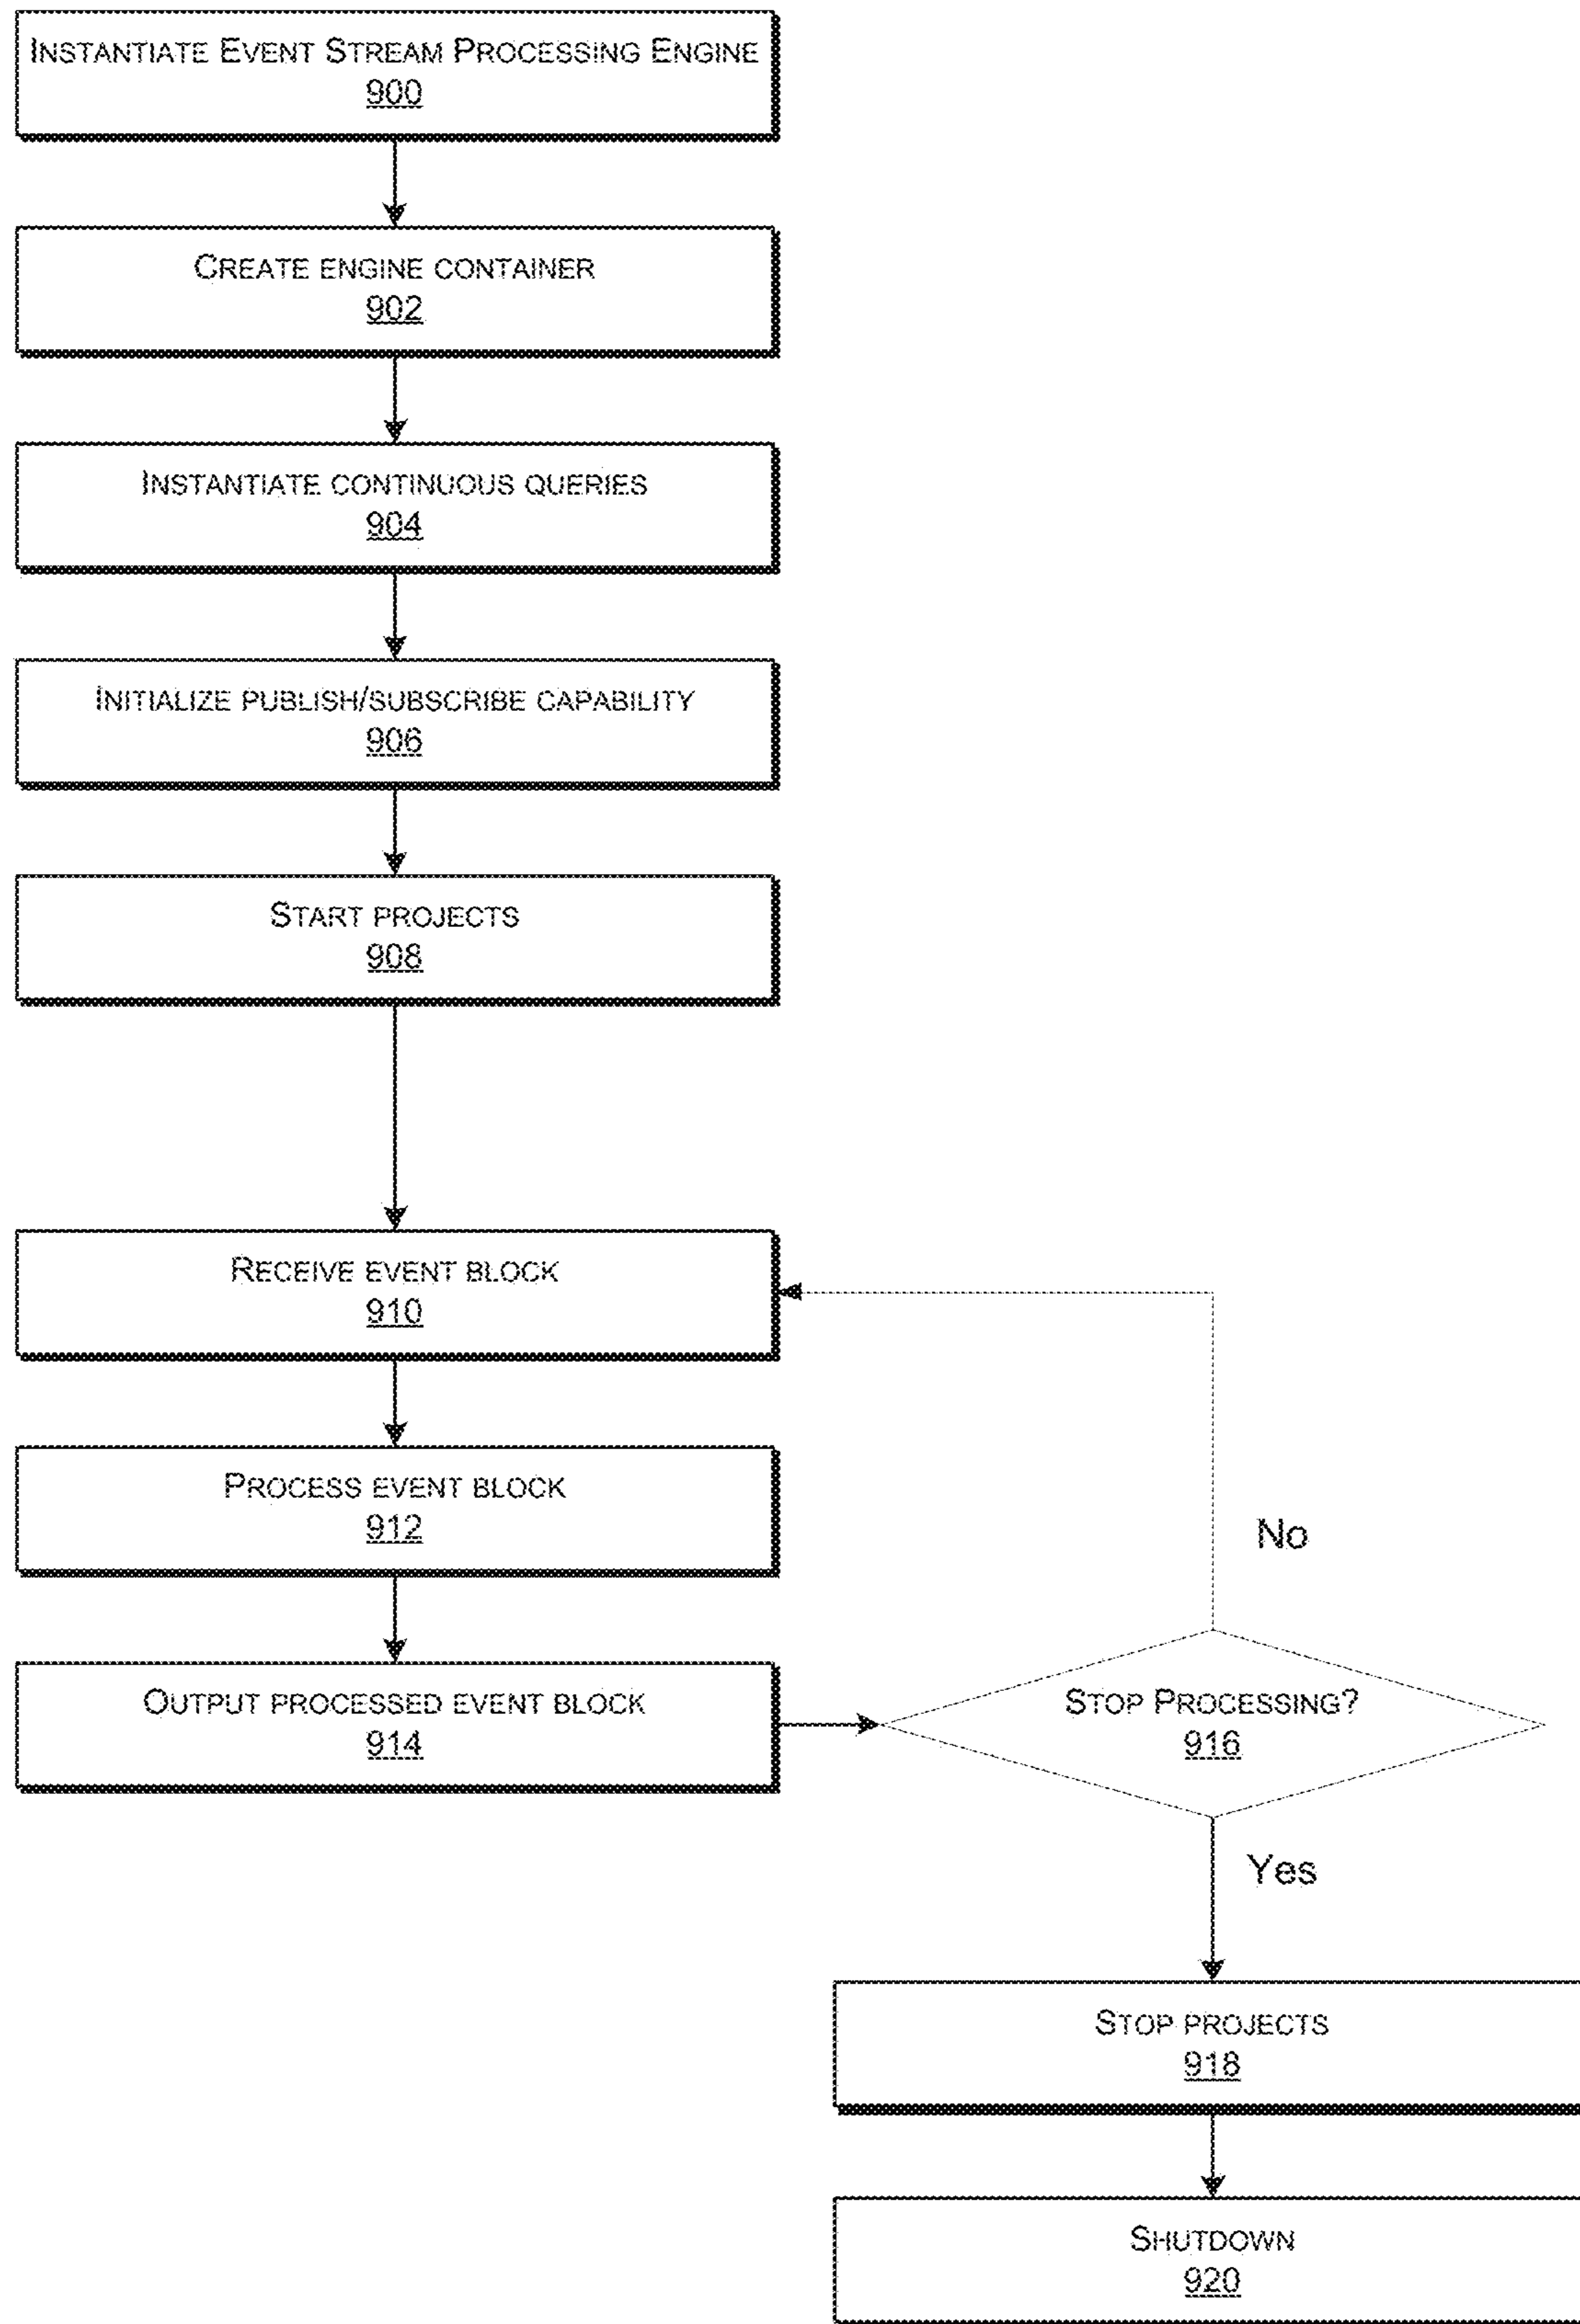 INSTANTIATE EVENT STREAM PROCESSING ENGINE
900
CREATE ENGINE CONTAINER
902
INSTANTIATE CONTINUOUS QUERIES
904
INITIALIZE PUBLISH/SUBSCRIBE CAPABILITY
906
START PROJECTS
908
RECEIVE EVENT BLOCK
910
PROCESS EVENT BLOCK
912
No
OUTPUT PROCESSED EVENT BLOCK
914
STOP PROCESSING?
916
Yes
STOP PROJECTS
918
SHUTDOWN
920